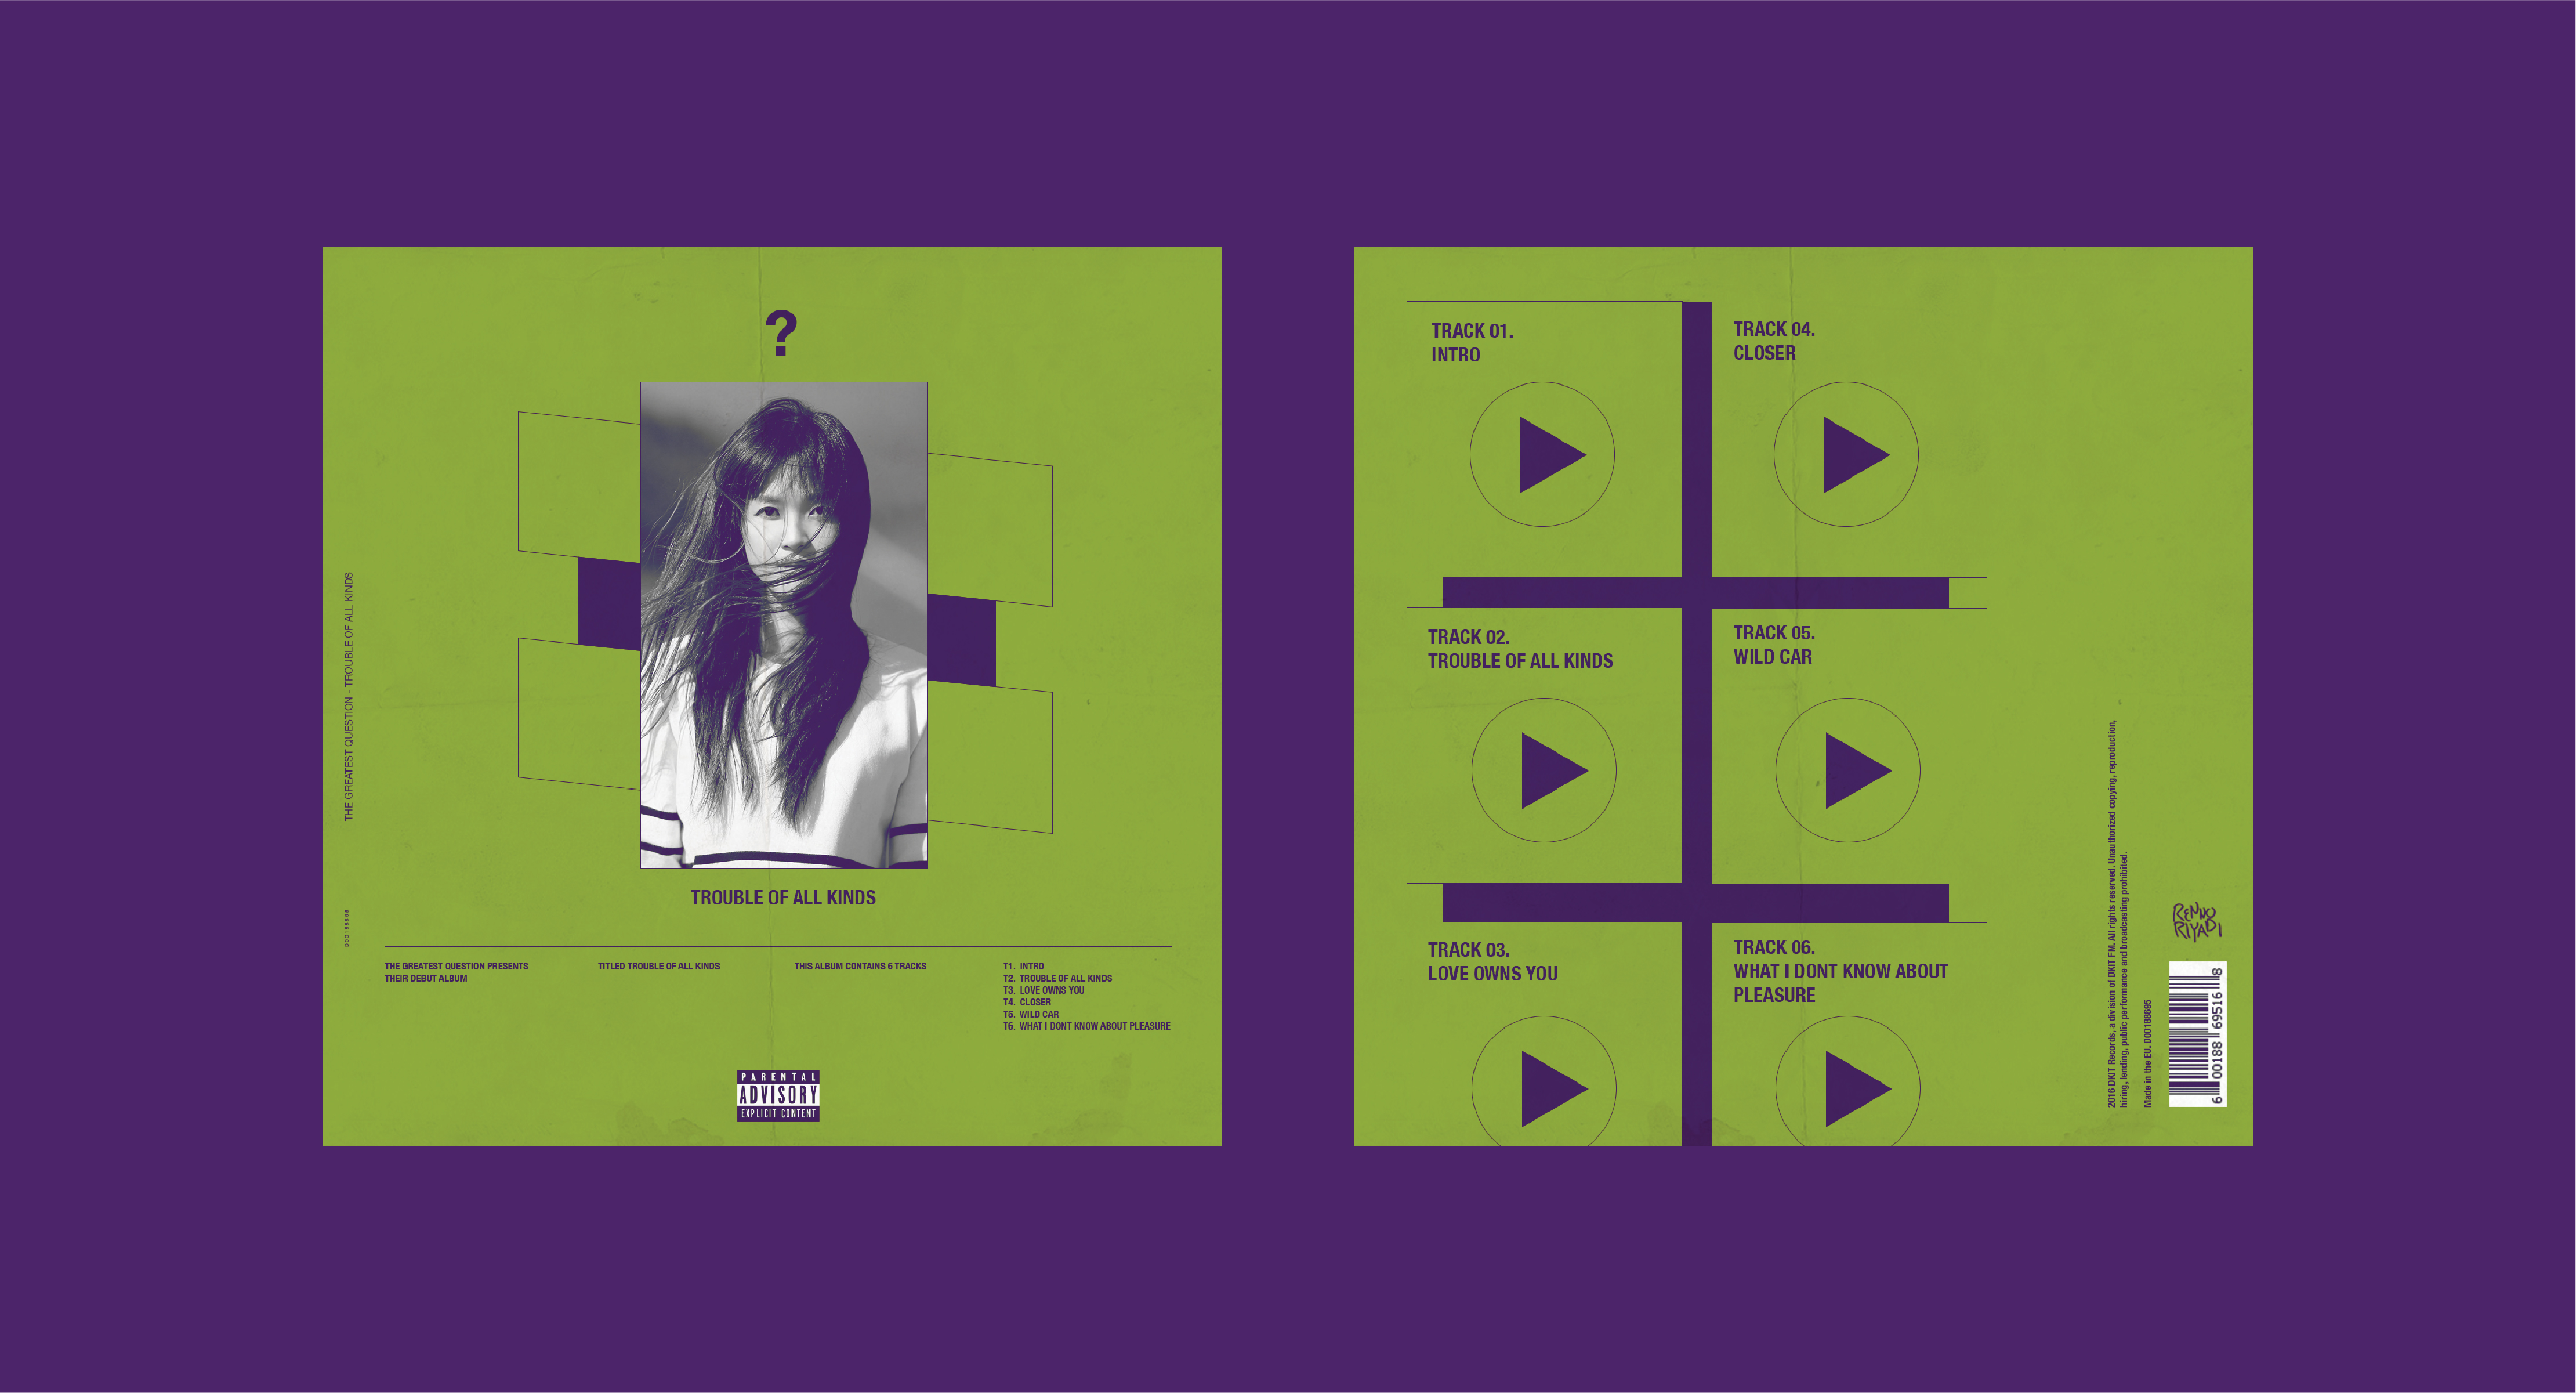 ?
TROUBLE OF ALL KINDS
THE GREATEST QUESTION - TROUBLE OF ALL KINDS
THE GREATEST QUESTION PRESENTS
THEIR DEBUT ALBUM
TITLED TROUBLE OF ALL KINDS
THIS ALBUM CONTAINS 6 TRACKS
T1. INTRO
T2. TROUBLE OF ALL KINDS
T3. LOVE OWNS YOU
T4. CLOSER
T5. WILD CAR
T6. WHAT I DONT KNOW ABOUT PLEASURE
PARENTAL
ADVISORY
EXPLICIT CONTENT
TRACK 01.
INTRO
TRACK 02.
TROUBLE OF ALL KINDS
TRACK 03.
LOVE OWNS YOU
TRACK 04.
CLOSER
TRACK 05.
WILD CAR
TRACK 06.
WHAT I DONT KNOW ABOUT
PLEASURE
2016 DKIT Records, a division of DKIT FM. All rights reserved. Unauthorized copying, reproduction,
hiring, lending, public performance and broadcasting prohibited.
Made in the EU. D00188695
RENNO
RIYADI
6 00188 69516 8